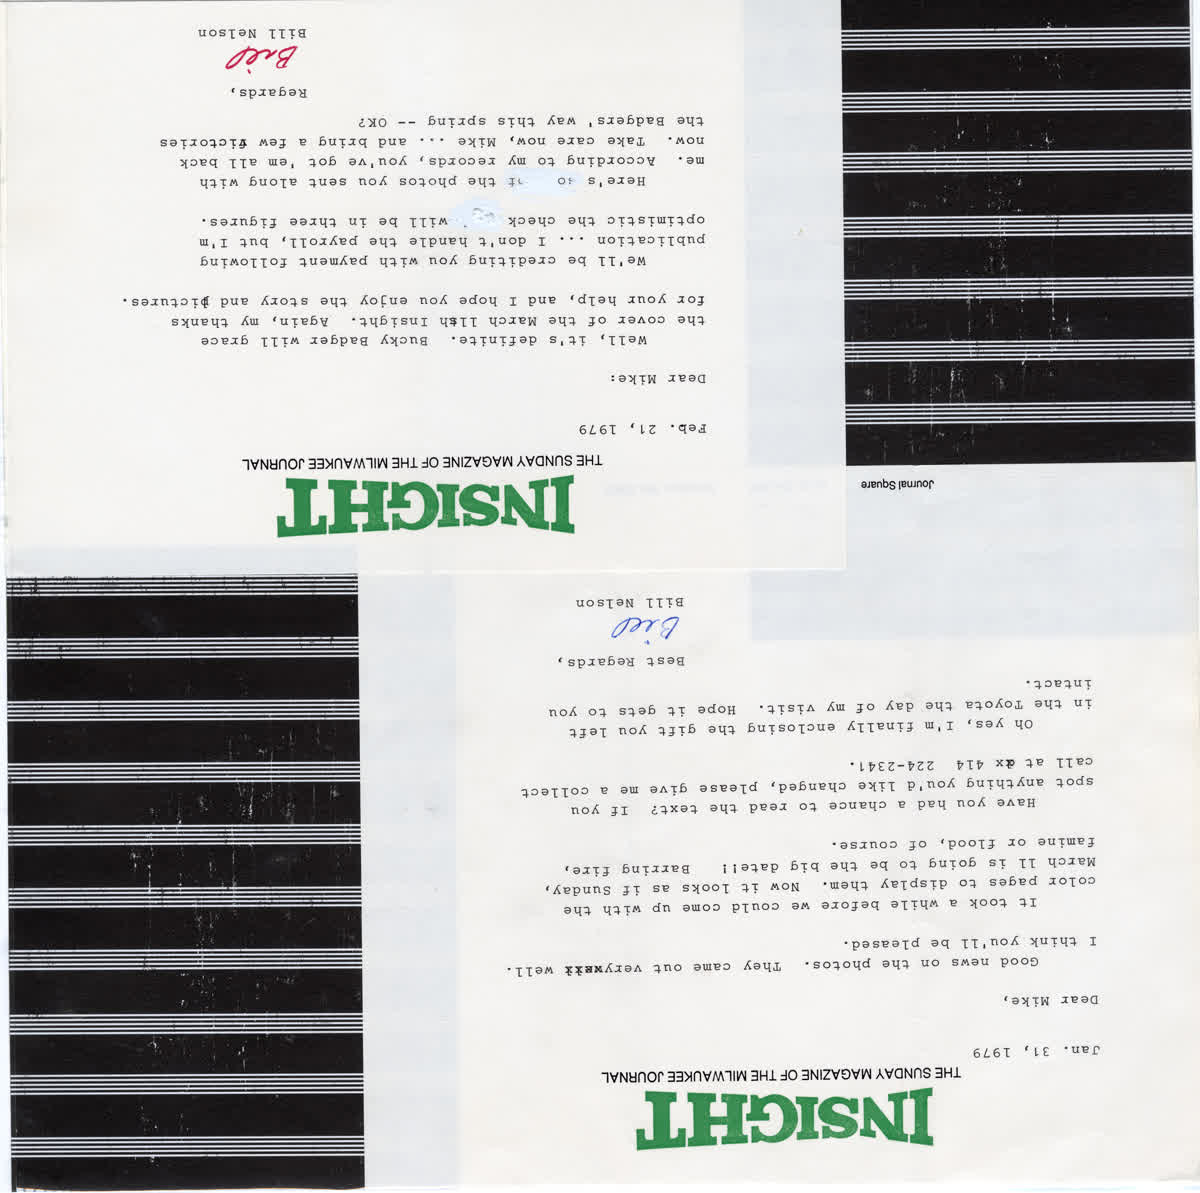 INSIGHT
THE SUNDAY MAGAZINE OF THE MILWAUKEE JOURNAL
Jan. 31, 1979
Dear Mike,
Good news on the photos. They came out very well.
I think you'll be pleased.
It took a while before we could come up with the
color pages to display them. Now it looks as if Sunday,
March 11 is going to be the big date!! Barring fire,
famine or flood, of course.
Have you had a chance to read the text? If you
spot anything you'd like changed, please give me a collect
call at 414 224-2341.
Oh yes, I'm finally enclosing the gift you left
in the Toyota the day of my visit. Hope it gets to you
intact.
Best Regards,
Bill
Bill Nelson
Journal Square
INSIGHT
THE SUNDAY MAGAZINE OF THE MILWAUKEE JOURNAL
Feb. 21, 1979
Dear Mike:
Well, it's definite. Bucky Badger will grace
the cover of the March 11th Insight. Again, my thanks
for your help, and I hope you enjoy the story and pictures.
We'll be crediting you with payment following
publication ... I don't handle the payroll, but I'm
optimistic the check will be in three figures.
Here's of the photos you sent along with
me. According to my records, you've got 'em all back
now. Take care now, Mike ... and bring a few victories
the Badgers' way this spring -- OK?
Regards,
Bill
Bill Nelson